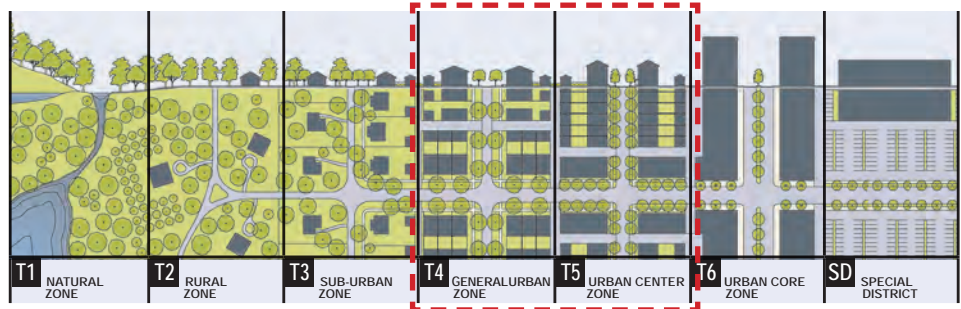 T1 NATURAL
ZONE
T2 RURAL
ZONE
T3 SUB-URBAN
ZONE
T4 GENERALURBAN
ZONE
T5 URBAN CENTER
ZONE
T6 URBAN CORE
ZONE
SD SPECIAL
DISTRICT